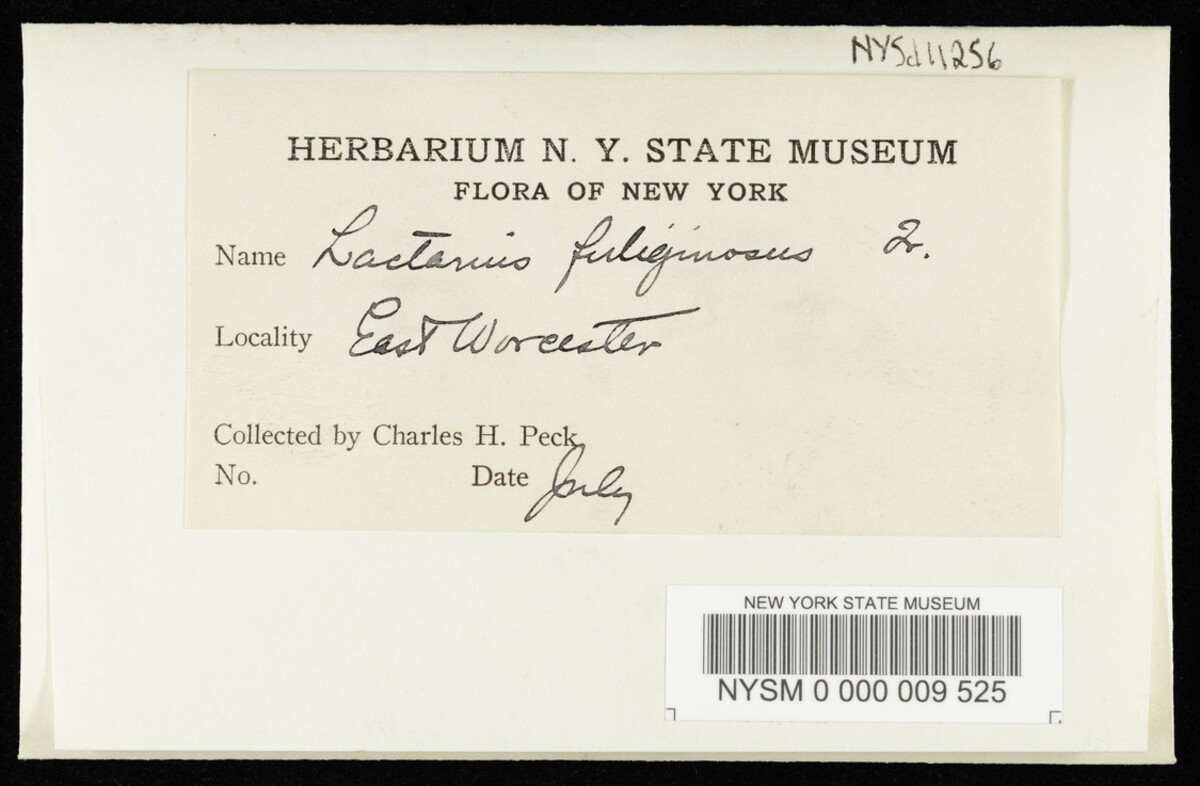 NYSd11256
HERBARIUM N. Y. STATE MUSEUM
FLORA OF NEW YORK
Name Lactarius fuliginosus Fr.
Locality East Worcester
Collected by Charles H. Peck
No. Date July
NEW YORK STATE MUSEUM
NYSM 0 000 009 525